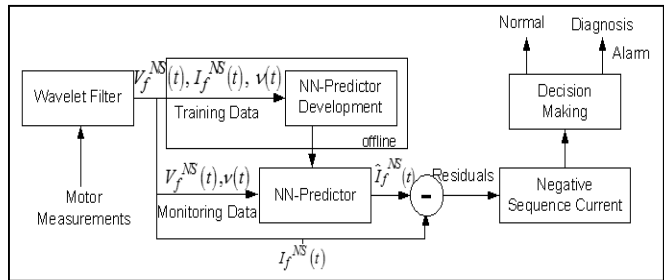 Normal
Diagnosis
Alarm
V_f^NS(t), I_f^NS(t), ν(t)
Wavelet Filter
NN-Predictor
Development
Decision
Making
Training Data
offline
V_f^NS(t),ν(t)
Î_f^NS(t)
Residuals
Motor
Measurements
Monitoring Data
NN-Predictor
-
Negative
Sequence Current
I_f^NS(t)